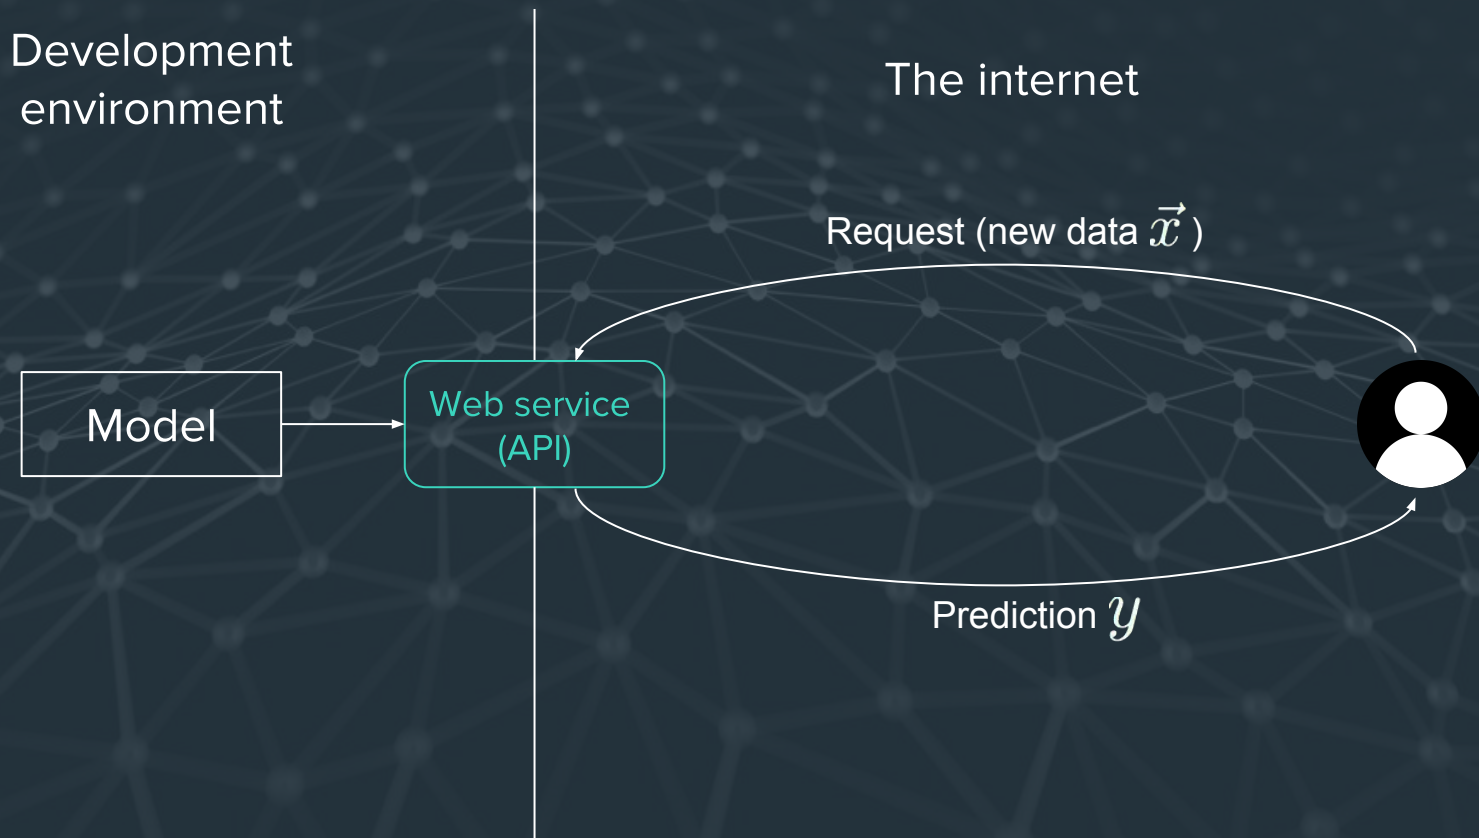 Development
environment
The internet
Request (new data $\vec{x}$ )
Model
Web service
(API)
Prediction $y$